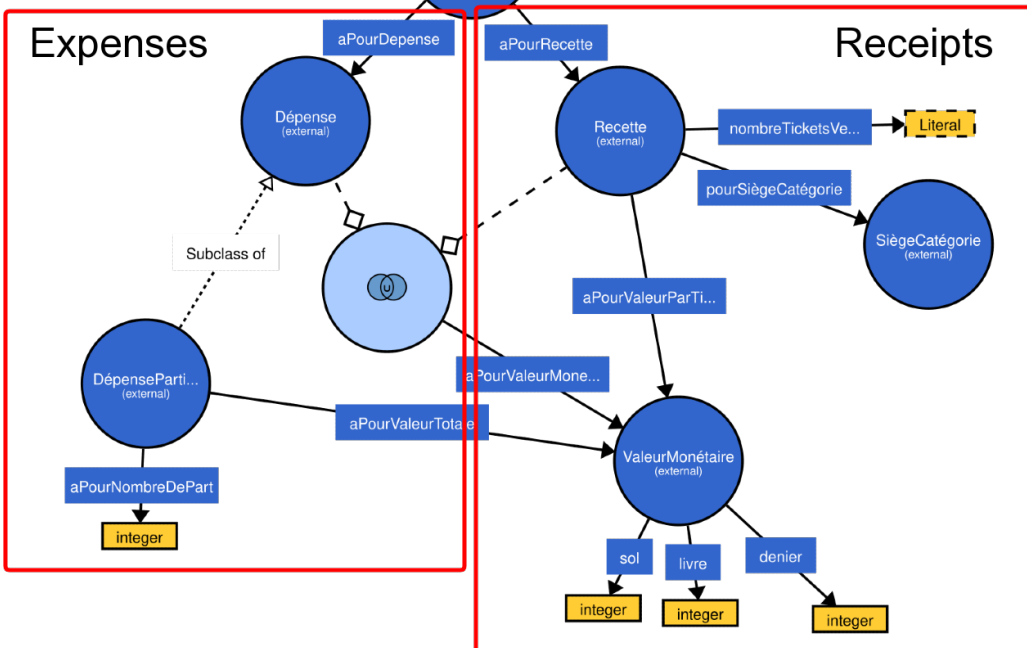 Expenses
Receipts
aPourDepense
aPourRecette
Dépense
(external)
Recette
(external)
nombreTicketsVe...
Literal
pourSiègeCatégorie
SiègeCatégorie
(external)
Subclass of
U
aPourValeurParTi...
DépenseParti...
(external)
aPourValeurMone...
aPourValeurTotale
ValeurMonétaire
(external)
aPourNombreDePart
integer
sol
livre
denier
integer
integer
integer